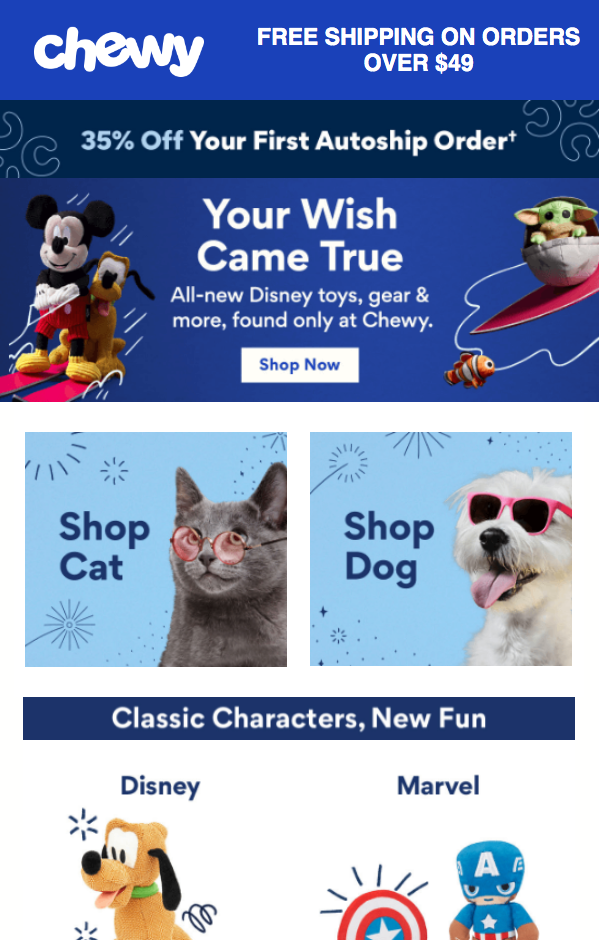 chewy
FREE SHIPPING ON ORDERS
OVER $49
35% Off Your First Autoship Order†
Your Wish
Came True
All-new Disney toys, gear &
more, found only at Chewy.
Shop Now
Shop
Cat
Shop
Dog
Classic Characters, New Fun
Disney
Marvel
A